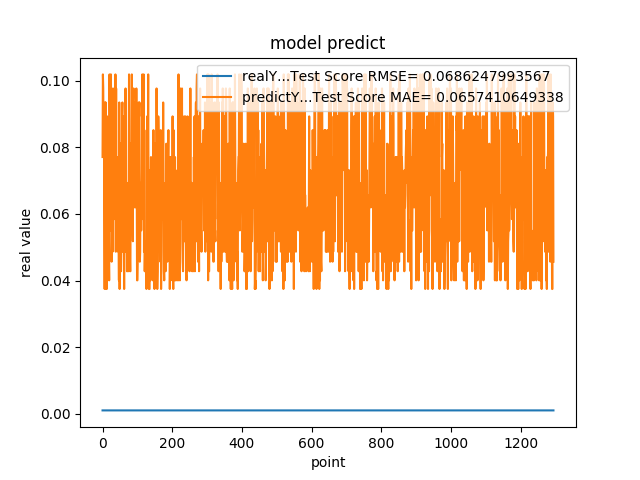 model predict
realY...Test Score RMSE= 0.0686247993567
predictY...Test Score MAE= 0.0657410649338
0.10
0.08
0.06
0.04
0.02
0.00
real value
0 200 400 600 800 1000 1200
point